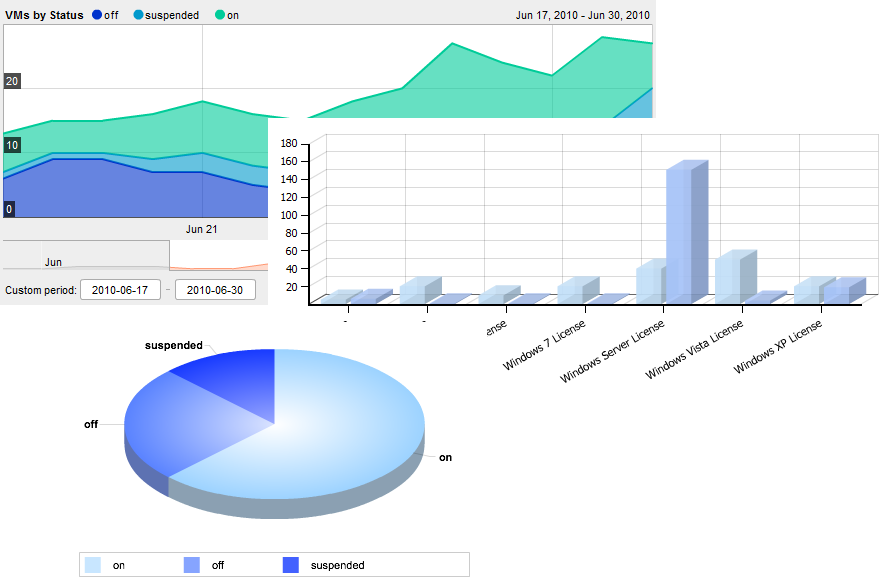 VMs by Status off suspended on Jun 17, 2010 - Jun 30, 2010
20
10
0
Jun 21
Jun
Custom period: 2010-06-17 - 2010-06-30
180
160
140
120
100
80
60
40
20
- - ense Windows 7 License Windows Server License Windows Vista License Windows XP License
suspended
off
on
on off suspended